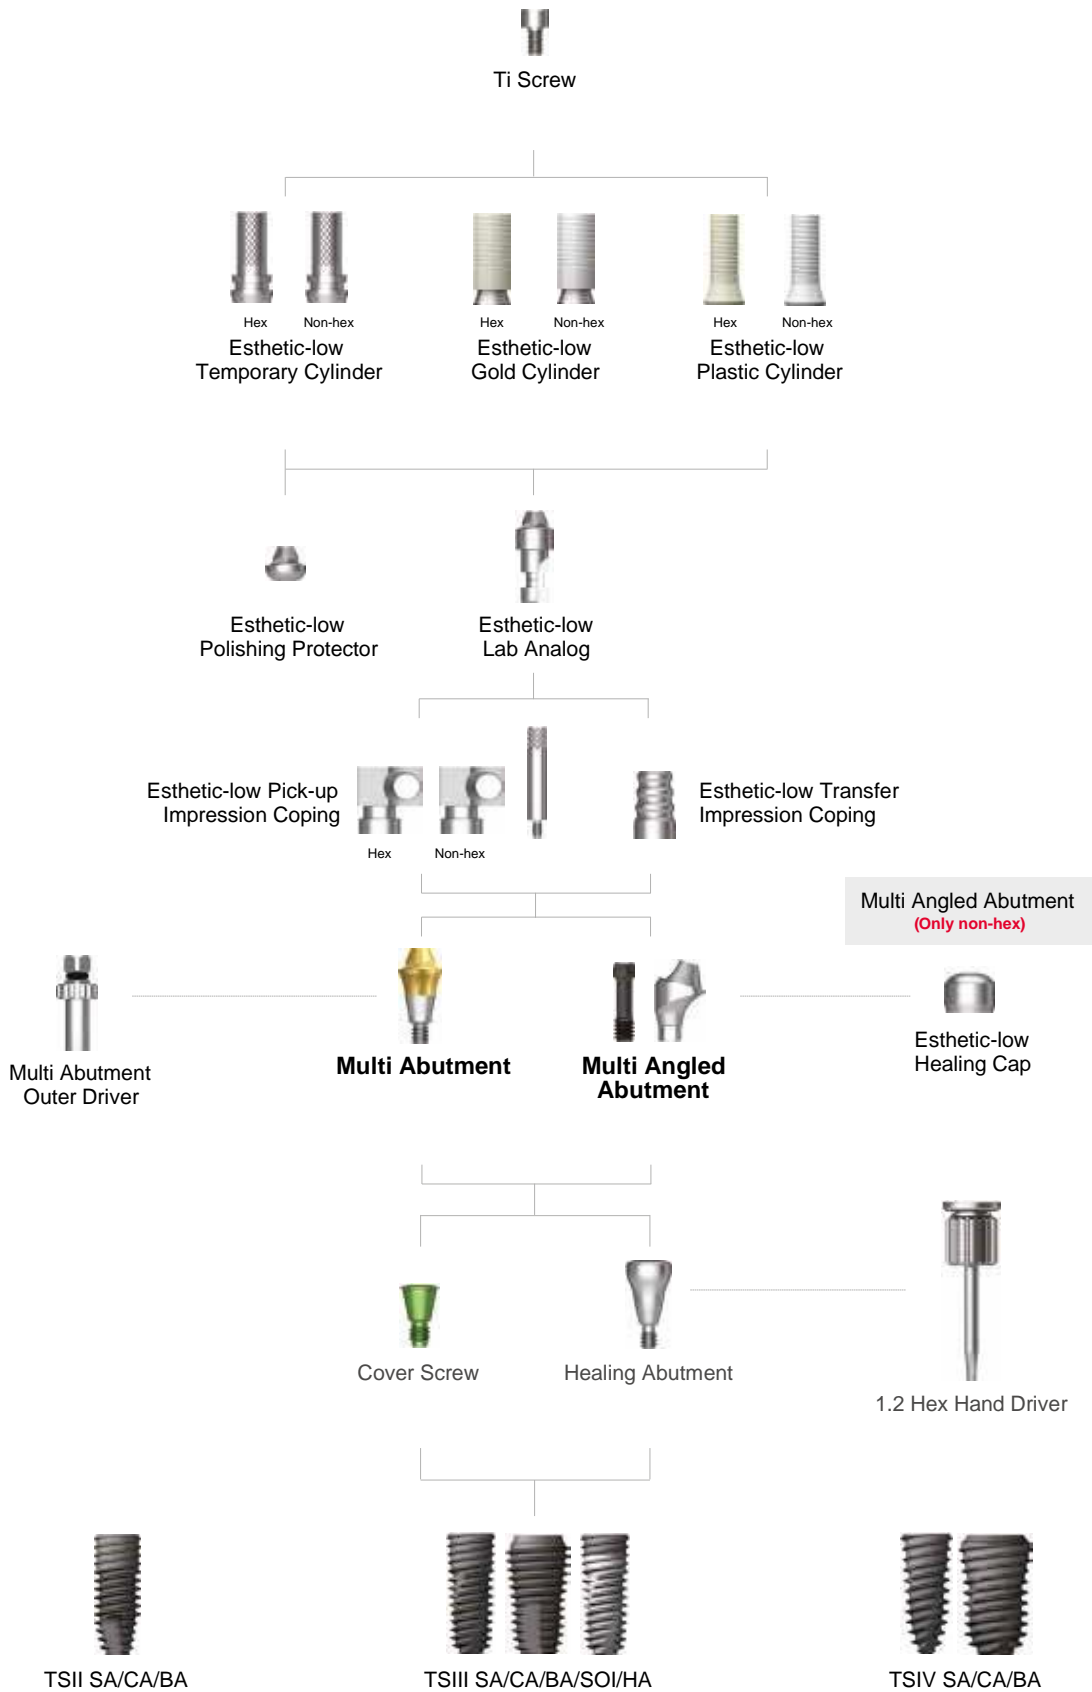 Ti Screw
Hex
Non-hex
Esthetic-low
Temporary Cylinder
Hex
Non-hex
Esthetic-low
Gold Cylinder
Hex
Non-hex
Esthetic-low
Plastic Cylinder
Esthetic-low
Polishing Protector
Esthetic-low
Lab Analog
Esthetic-low Pick-up
Impression Coping
Hex
Non-hex
Esthetic-low Transfer
Impression Coping
Multi Angled Abutment
(Only non-hex)
Multi Abutment
Outer Driver
Multi Abutment
Multi Angled
Abutment
Esthetic-low
Healing Cap
Cover Screw
Healing Abutment
1.2 Hex Hand Driver
TSII SA/CA/BA
TSIII SA/CA/BA/SOI/HA
TSIV SA/CA/BA